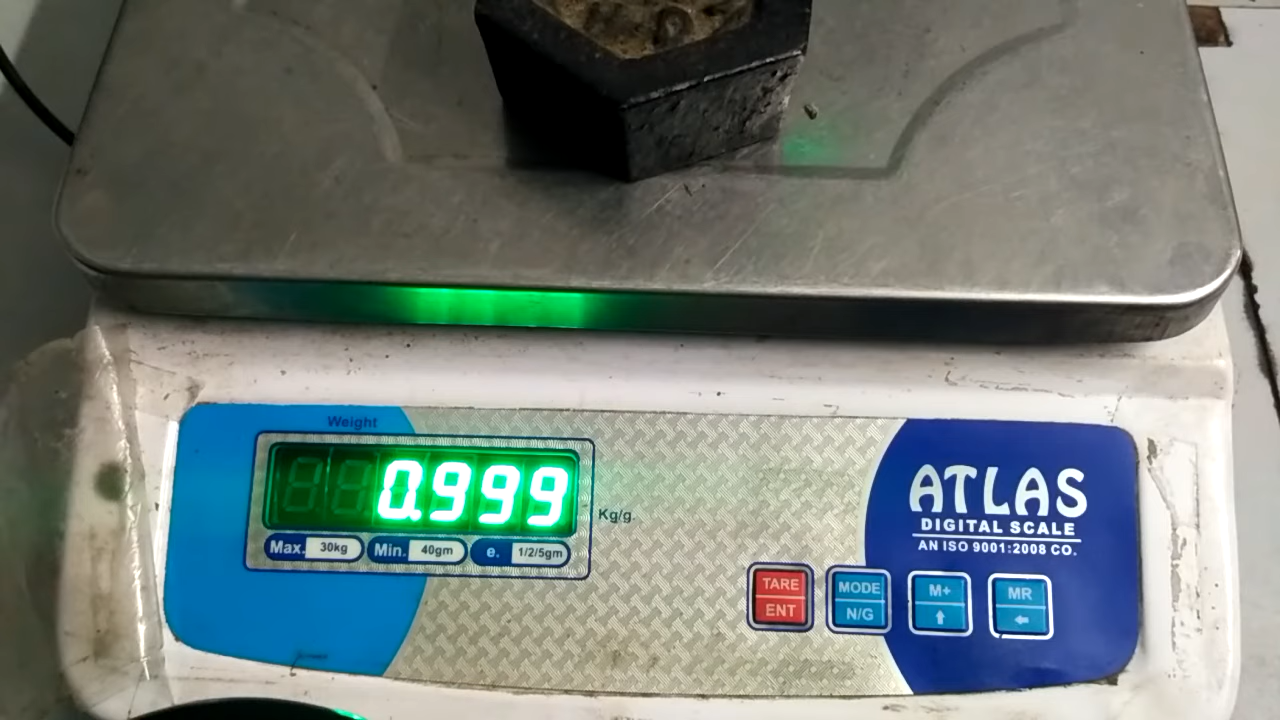 Weight
0.999
Kg/g.
Max. 30kg Min. 40gm e. 1/2/5gm
ATLAS
DIGITAL SCALE
AN ISO 9001:2008 CO.
TARE
ENT
MODE
N/G
M+
⬆
MR
⬅